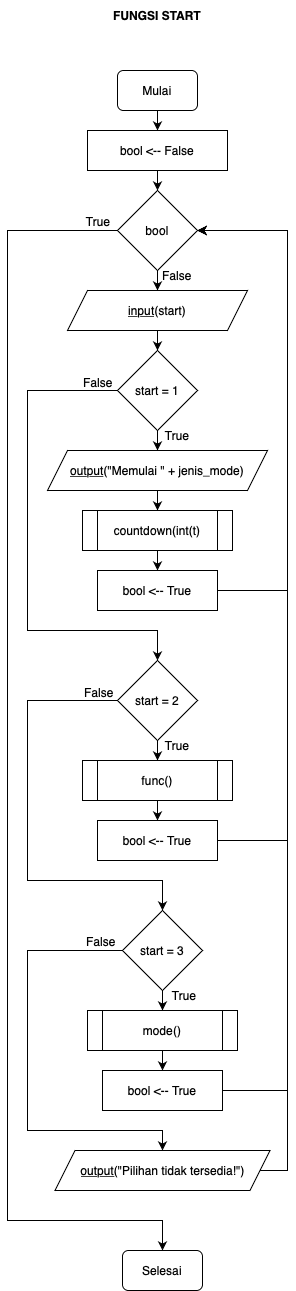 FUNGSI START
Mulai
bool <-- False
True
bool
False
input(start)
False
start = 1
True
output("Memulai " + jenis_mode)
countdown(int(t)
bool <-- True
False
start = 2
True
func()
bool <-- True
False
start = 3
True
mode()
bool <-- True
output("Pilihan tidak tersedia!")
Selesai